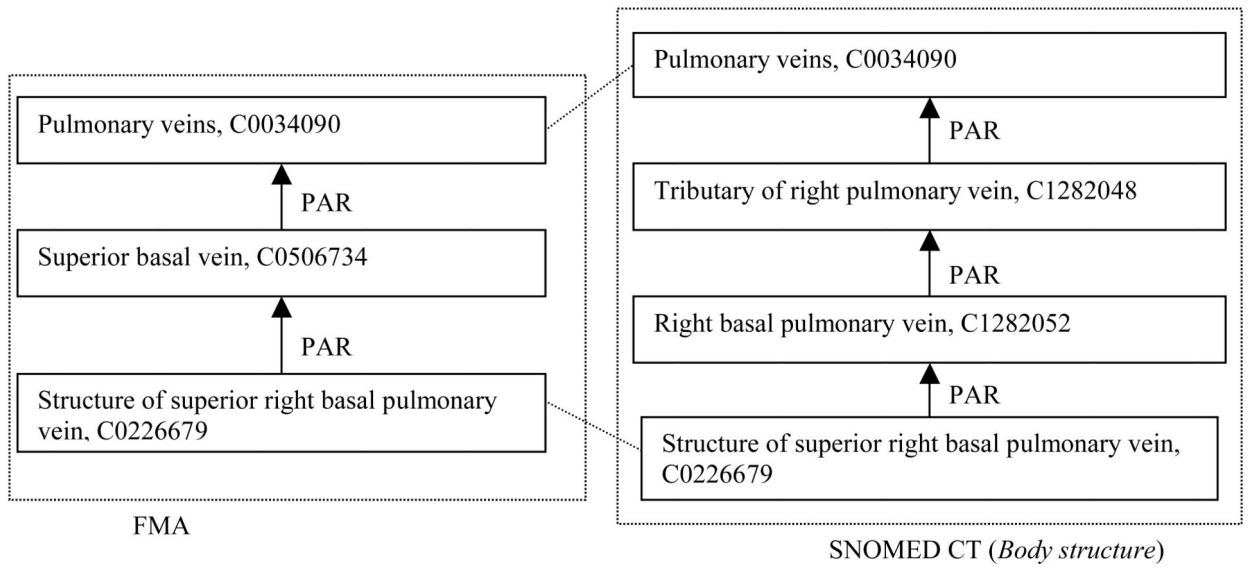 Pulmonary veins, C0034090
PAR
Superior basal vein, C0506734
PAR
Structure of superior right basal pulmonary
vein, C0226679
FMA
Pulmonary veins, C0034090
PAR
Tributary of right pulmonary vein, C1282048
PAR
Right basal pulmonary vein, C1282052
PAR
Structure of superior right basal pulmonary vein,
C0226679
SNOMED CT (Body structure)